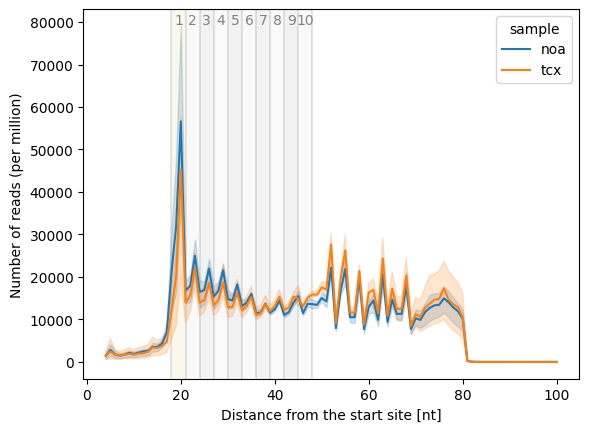 1 2 3 4 5 6 7 8 9 10
sample
noa
tcx
80000
70000
60000
50000
40000
30000
20000
10000
0
Number of reads (per million)
0 20 40 60 80 100
Distance from the start site [nt]